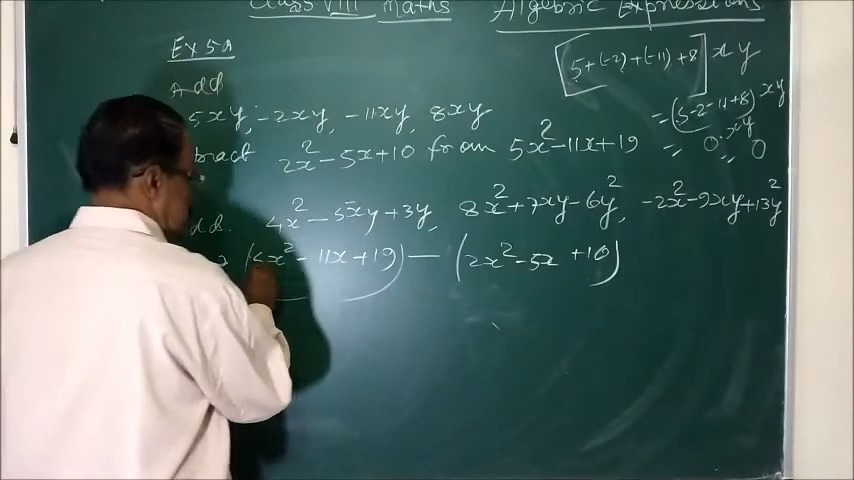 Class VIII Maths Algebric Expressions
Ex 5A
Add
5xy, -2xy, -11xy, 8xy
[5+(-2)+(-11)+8] xy
= (5-2-11+8) xy
= 0.xy
= 0
2x²-5x+10 from 5x²-11x+19
4x²-5xy+3y, 8x²+7xy-6y², -2x²-9xy+13y²
(5x²-11x+19) - (2x²-5x+10)